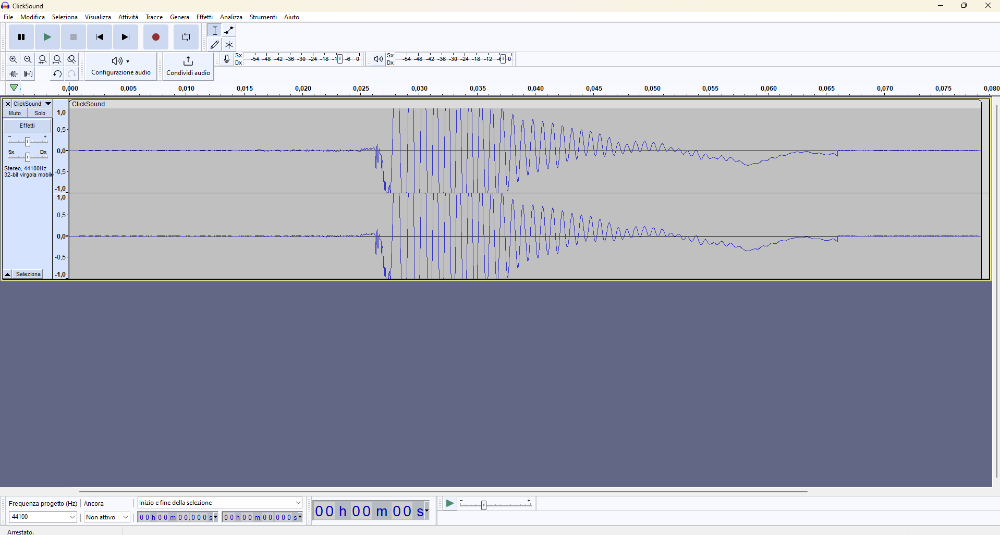 ClickSound
File Modifica Seleziona Visualizza Attività Tracce Genera Effetti Analizza Strumenti Aiuto
Sx
Dx
-54 -48 -42 -36 -30 -24 -18 -6 0
Sx
Dx
-54 -48 -42 -36 -30 -24 -18 -12 0
Configurazione audio
Condividi audio
0,000 0,005 0,010 0,015 0,020 0,025 0,030 0,035 0,040 0,045 0,050 0,055 0,060 0,065 0,070 0,075 0,080
ClickSound
ClickSound
Muto Solo
Effetti
- +
Sx Dx
Stereo, 44100Hz
32-bit virgola mobile
Seleziona
1,0
0,5-
0,0-
-0,5-
-1,0
1,0
0,5-
0,0-
-0,5-
-1,0
Frequenza progetto (Hz)
44100
Ancora
Non attivo
Inizio e fine della selezione
00 h 00 m 00.000 s
00 h 00 m 00.000 s
00 h 00 m 00 s
- +
Arrestato.